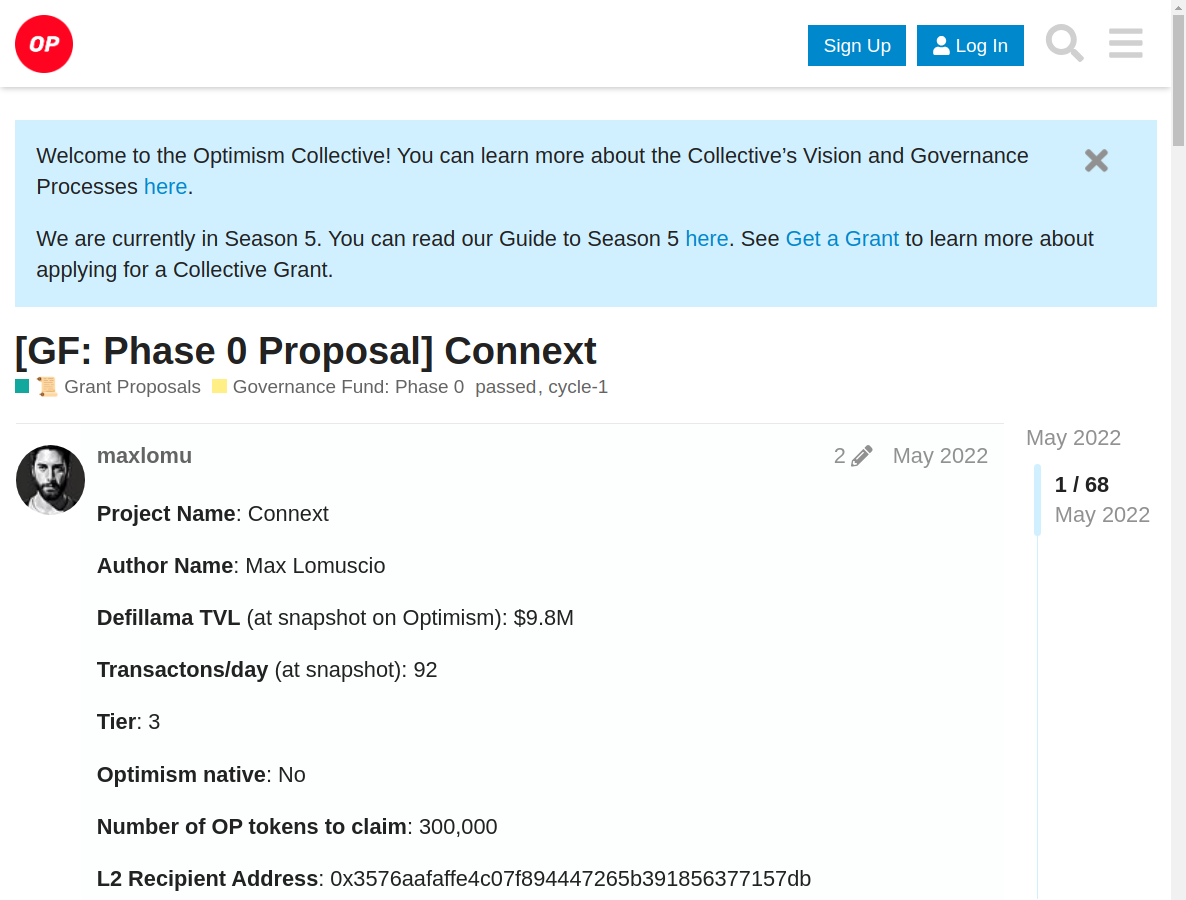 OP
Sign Up
Log In
Welcome to the Optimism Collective! You can learn more about the Collective’s Vision and Governance
Processes here.
We are currently in Season 5. You can read our Guide to Season 5 here. See Get a Grant to learn more about
applying for a Collective Grant.
[GF: Phase 0 Proposal] Connext
📜 Grant Proposals Governance Fund: Phase 0 passed, cycle-1
maxlomu 2 May 2022
Project Name: Connext
Author Name: Max Lomuscio
Defillama TVL (at snapshot on Optimism): $9.8M
Transactons/day (at snapshot): 92
Tier: 3
Optimism native: No
Number of OP tokens to claim: 300,000
L2 Recipient Address: 0x3576aafaffe4c07f894447265b391856377157db
May 2022
1 / 68
May 2022